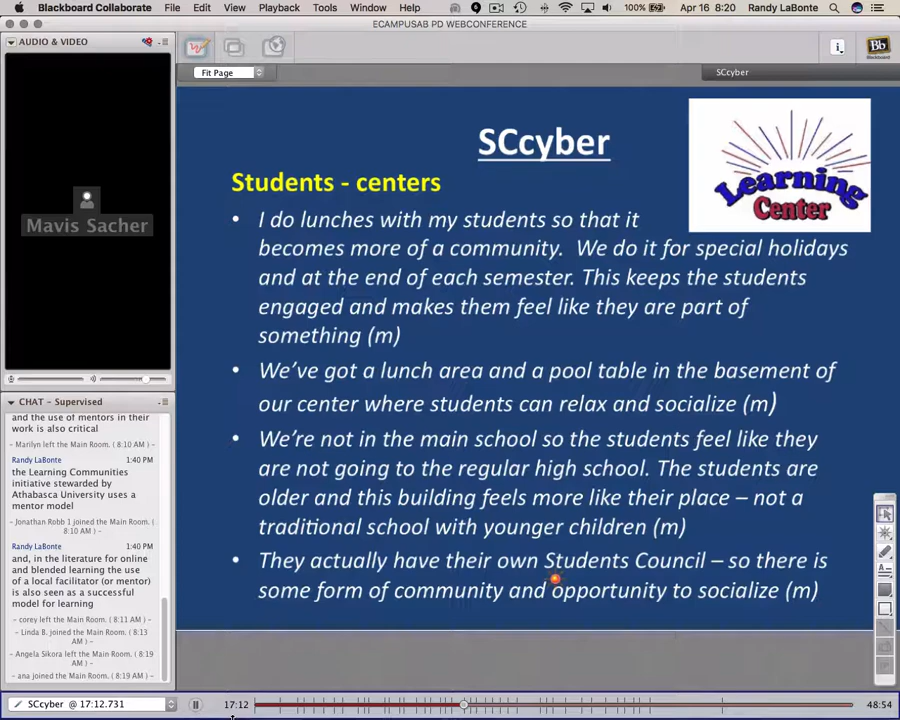 Blackboard Collaborate File Edit View Playback Tools Window Help 100% Apr 16 8:20 Randy LaBonte
ECAMPUSAB PD WEBCONFERENCE
AUDIO & VIDEO
Mavis Sacher
CHAT - Supervised
and the use of mentors in their
work is also critical
- Marilyn left the Main Room. ( 8:10 AM ) -
Randy LaBonte 1:40 PM
the Learning Communities
initiative stewarded by
Athabasca University uses a
mentor model
- Jonathan Robb 1 joined the Main Room.
( 8:10 AM ) -
Randy LaBonte 1:40 PM
and, in the literature for online
and blended learning the use
of a local facilitator (or mentor)
is also seen as a successful
model for learning
- corey left the Main Room. ( 8:11 AM ) -
- Linda B. joined the Main Room. ( 8:13
AM ) -
- Angela Sikora left the Main Room. ( 8:19
AM ) -
- ana joined the Main Room. ( 8:19 AM ) -
Fit Page
SCcyber
i
Bb
Blackboard
SCcyber
Learning
Center
Students - centers
• I do lunches with my students so that it
becomes more of a community. We do it for special holidays
and at the end of each semester. This keeps the students
engaged and makes them feel like they are part of
something (m)
• We've got a lunch area and a pool table in the basement of
our center where students can relax and socialize (m)
• We're not in the main school so the students feel like they
are not going to the regular high school. The students are
older and this building feels more like their place – not a
traditional school with younger children (m)
• They actually have their own Students Council – so there is
some form of community and opportunity to socialize (m)
SCcyber @ 17:12.731
17:12
48:54